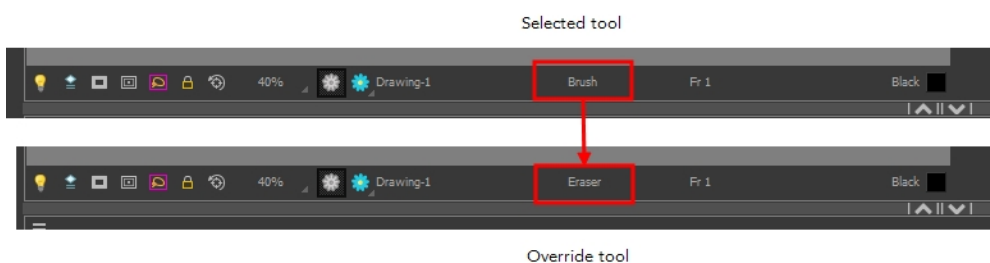 Selected tool
40% Drawing-1 Brush Fr 1 Black
40% Drawing-1 Eraser Fr 1 Black
Override tool